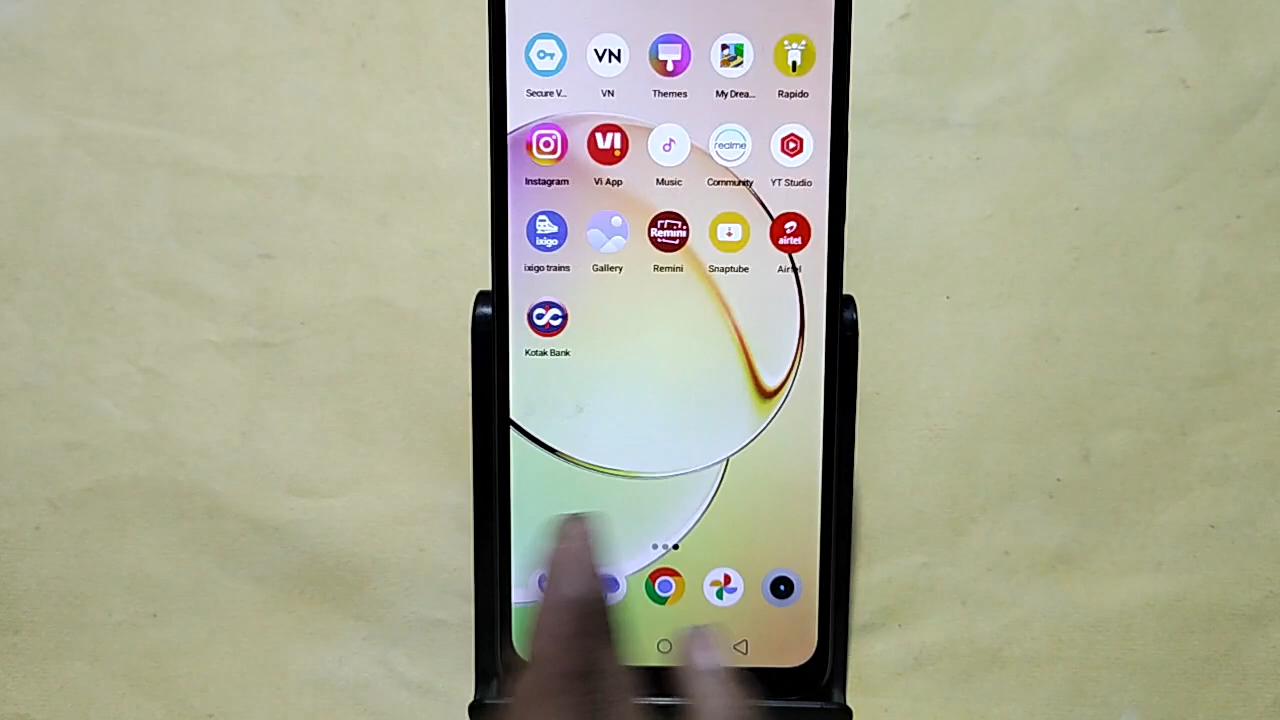 Secure V... VN Themes My Drea... Rapido
VN
Vi
realme
Instagram Vi App Music Community YT Studio
ixigo
Remini
airtel
ixigo trains Gallery Remini Snaptube Airtel
Kotak Bank